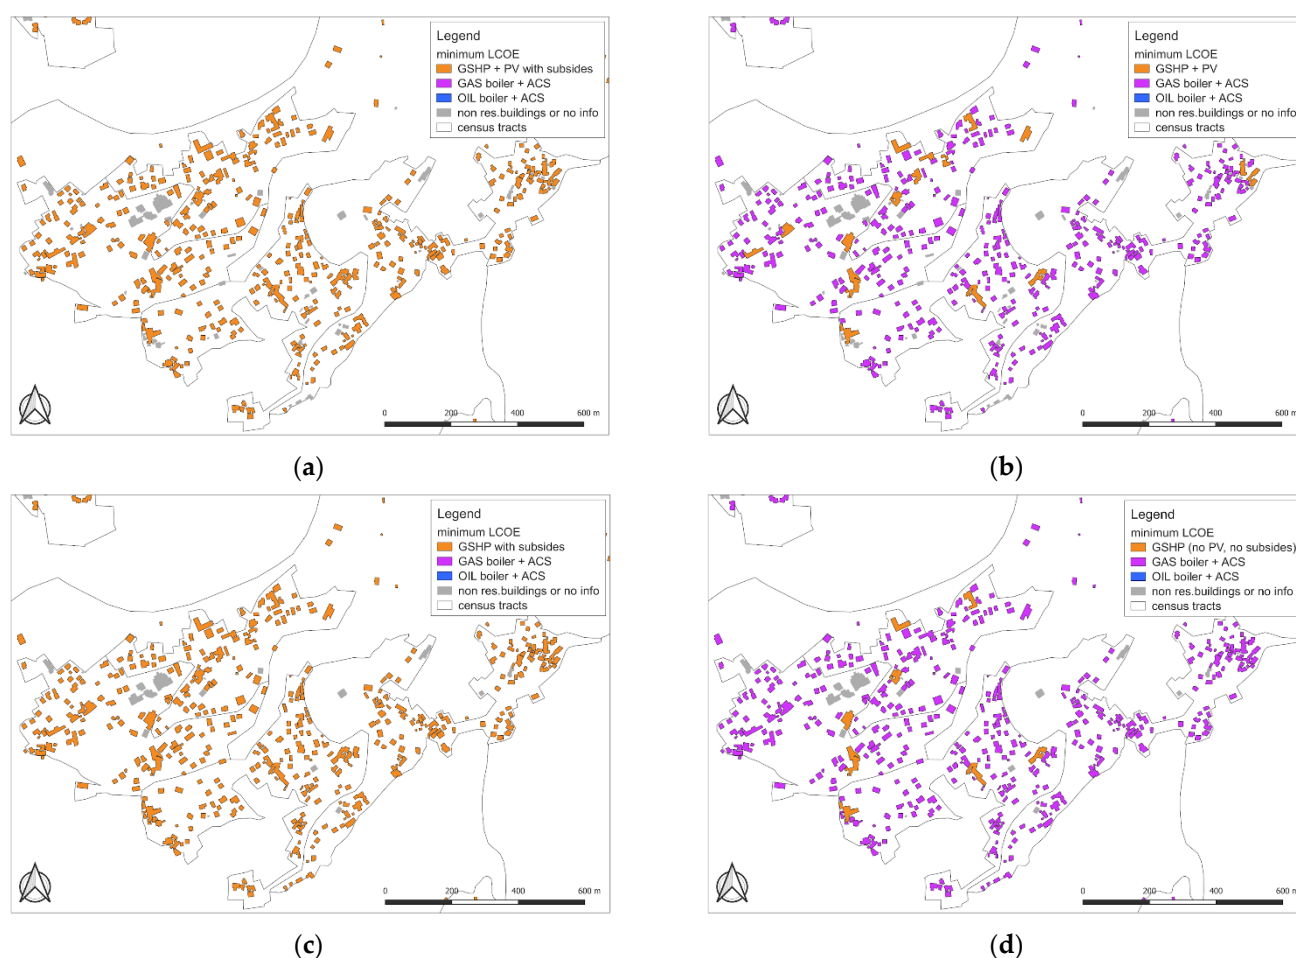 Legend
minimum LCOE
GSHP + PV with subsides
GAS boiler + ACS
OIL boiler + ACS
non res.buildings or no info
census tracts
0 200 400 600 m
(a)
Legend
minimum LCOE
GSHP + PV
GAS boiler + ACS
OIL boiler + ACS
non res.buildings or no info
census tracts
0 200 400 600 m
(b)
Legend
minimum LCOE
GSHP with subsides
GAS boiler + ACS
OIL boiler + ACS
non res.buildings or no info
census tracts
0 200 400 600 m
(c)
Legend
minimum LCOE
GSHP (no PV, no subsides)
GAS boiler + ACS
OIL boiler + ACS
non res.buildings or no info
census tracts
0 200 400 600 m
(d)